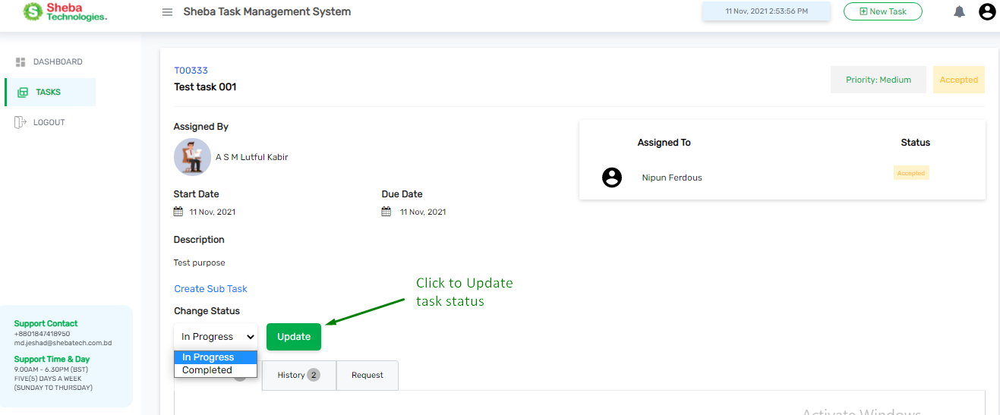 Sheba
Technologies.
Sheba Task Management System
11 Nov, 2021 2:53:56 PM
New Task
DASHBOARD
TASKS
LOGOUT
T00333
Test task 001
Priority: Medium
Accepted
Assigned By
A S M Lutful Kabir
Assigned To
Status
Nipun Ferdous
Accepted
Start Date
Due Date
11 Nov, 2021
11 Nov, 2021
Description
Test purpose
Create Sub Task
Click to Update
task status
Change Status
In Progress
Update
In Progress
Completed
History 2
Request
Support Contact
+8801847418950
md.jeshad@shebatech.com.bd
Support Time & Day
9.00AM - 6.30PM (BST)
FIVE(5) DAYS A WEEK
(SUNDAY TO THURSDAY)
Activate Windows